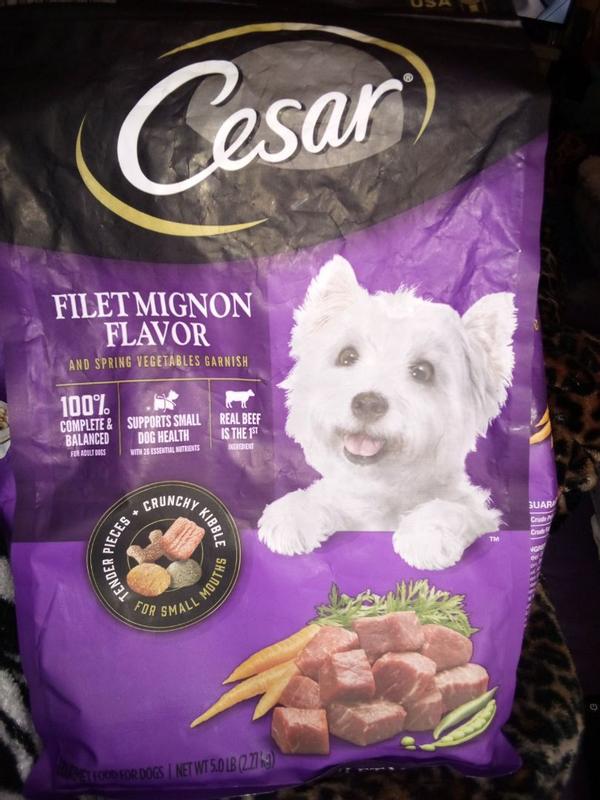 USA
Cesar®
FILET MIGNON
FLAVOR
AND SPRING VEGETABLES GARNISH
100%
COMPLETE &
BALANCED
FOR ADULT DOGS
SUPPORTS SMALL
DOG HEALTH
WITH 26 ESSENTIAL NUTRIENTS
REAL BEEF
IS THE 1ST
INGREDIENT
TENDER PIECES + CRUNCHY KIBBLE
FOR SMALL MOUTHS
TM
FOOD FOR DOGS | NET WT 5.0 LB (2.27 kg)